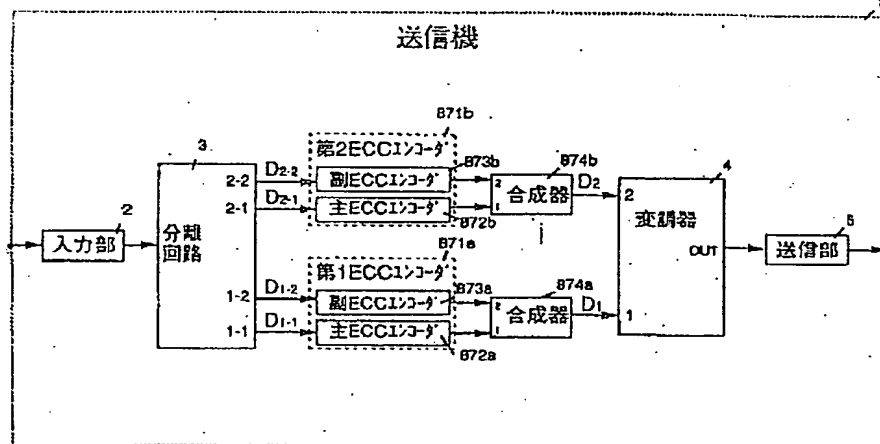 送信機
871b
第2ECCエンコーダ
873b
副ECCエンコーダ
主ECCエンコーダ
872b
3
2-2
2-1
1-2
1-1
分離
回路
D2-2
D2-1
D1-2
D1-1
2
入力部
874b
2
1
合成器
D2
871a
第1ECCエンコーダ
873a
副ECCエンコーダ
主ECCエンコーダ
872a
874a
2
1
合成器
D1
4
2
変調器
OUT
1
5
送信部